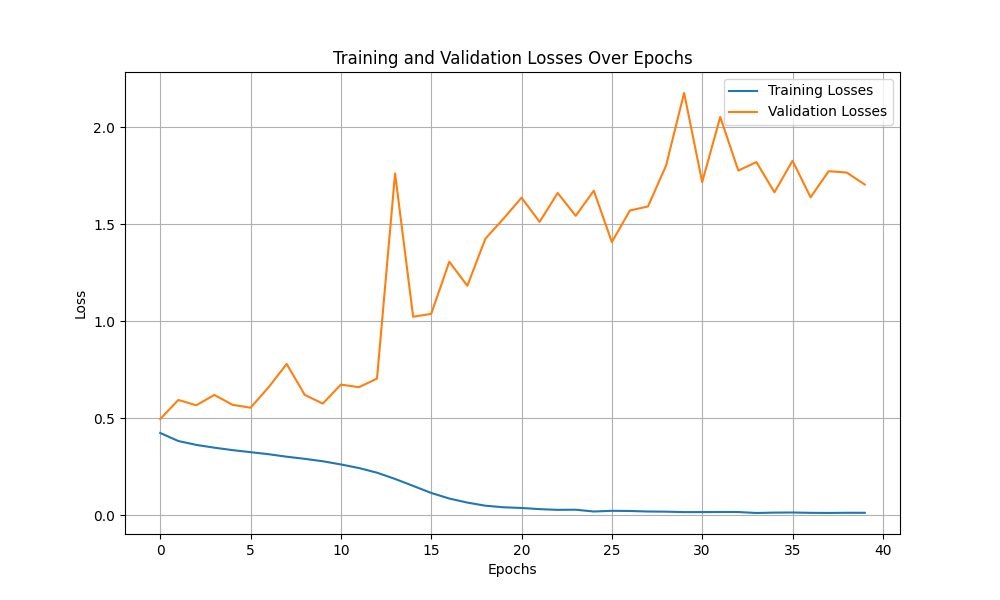 Training and Validation Losses Over Epochs
Training Losses
Validation Losses
2.0
1.5
1.0
0.5
0.0
Loss
0 5 10 15 20 25 30 35 40
Epochs